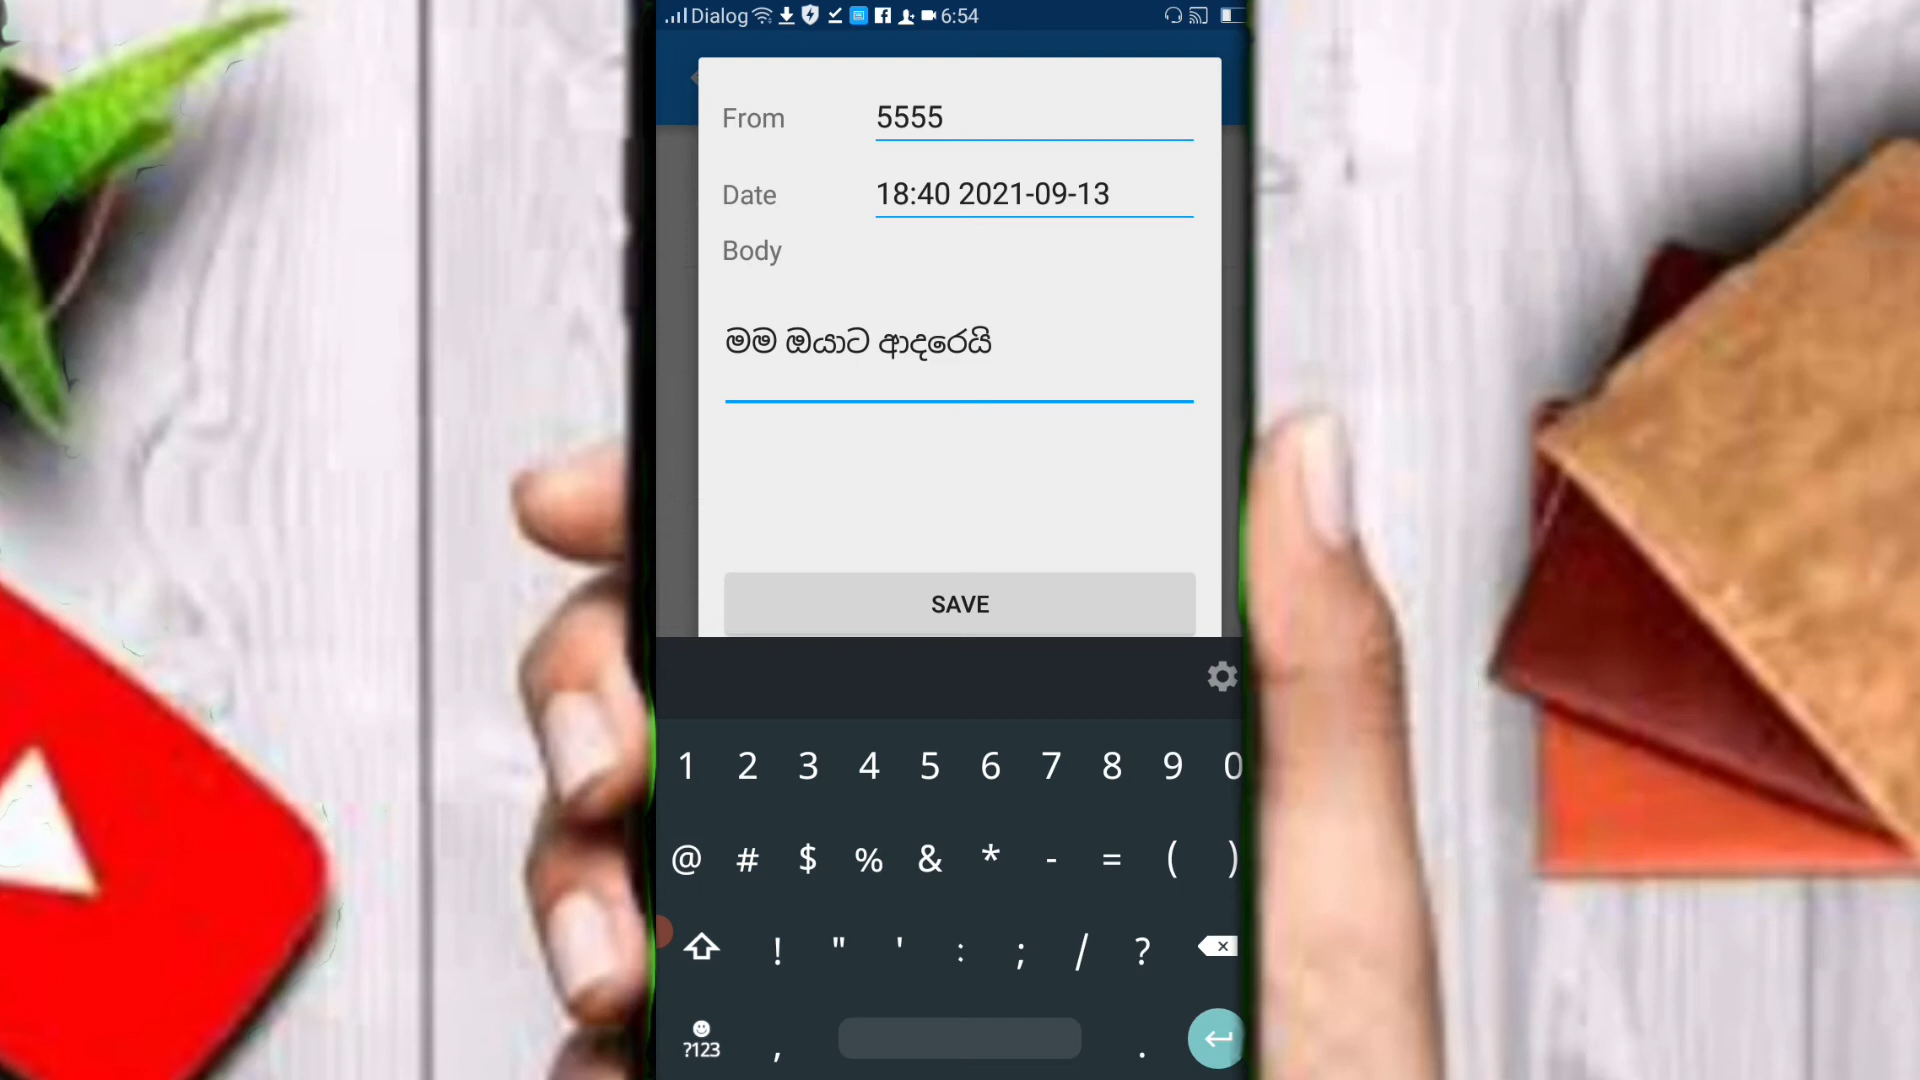 Dialog 6:54
From 5555
Date 18:40 2021-09-13
Body
මම ඔයාට ආදරෙයි
SAVE
1 2 3 4 5 6 7 8 9 0
@ # $ % & * - = ( )
! " ' : ; / ?
?123 , .